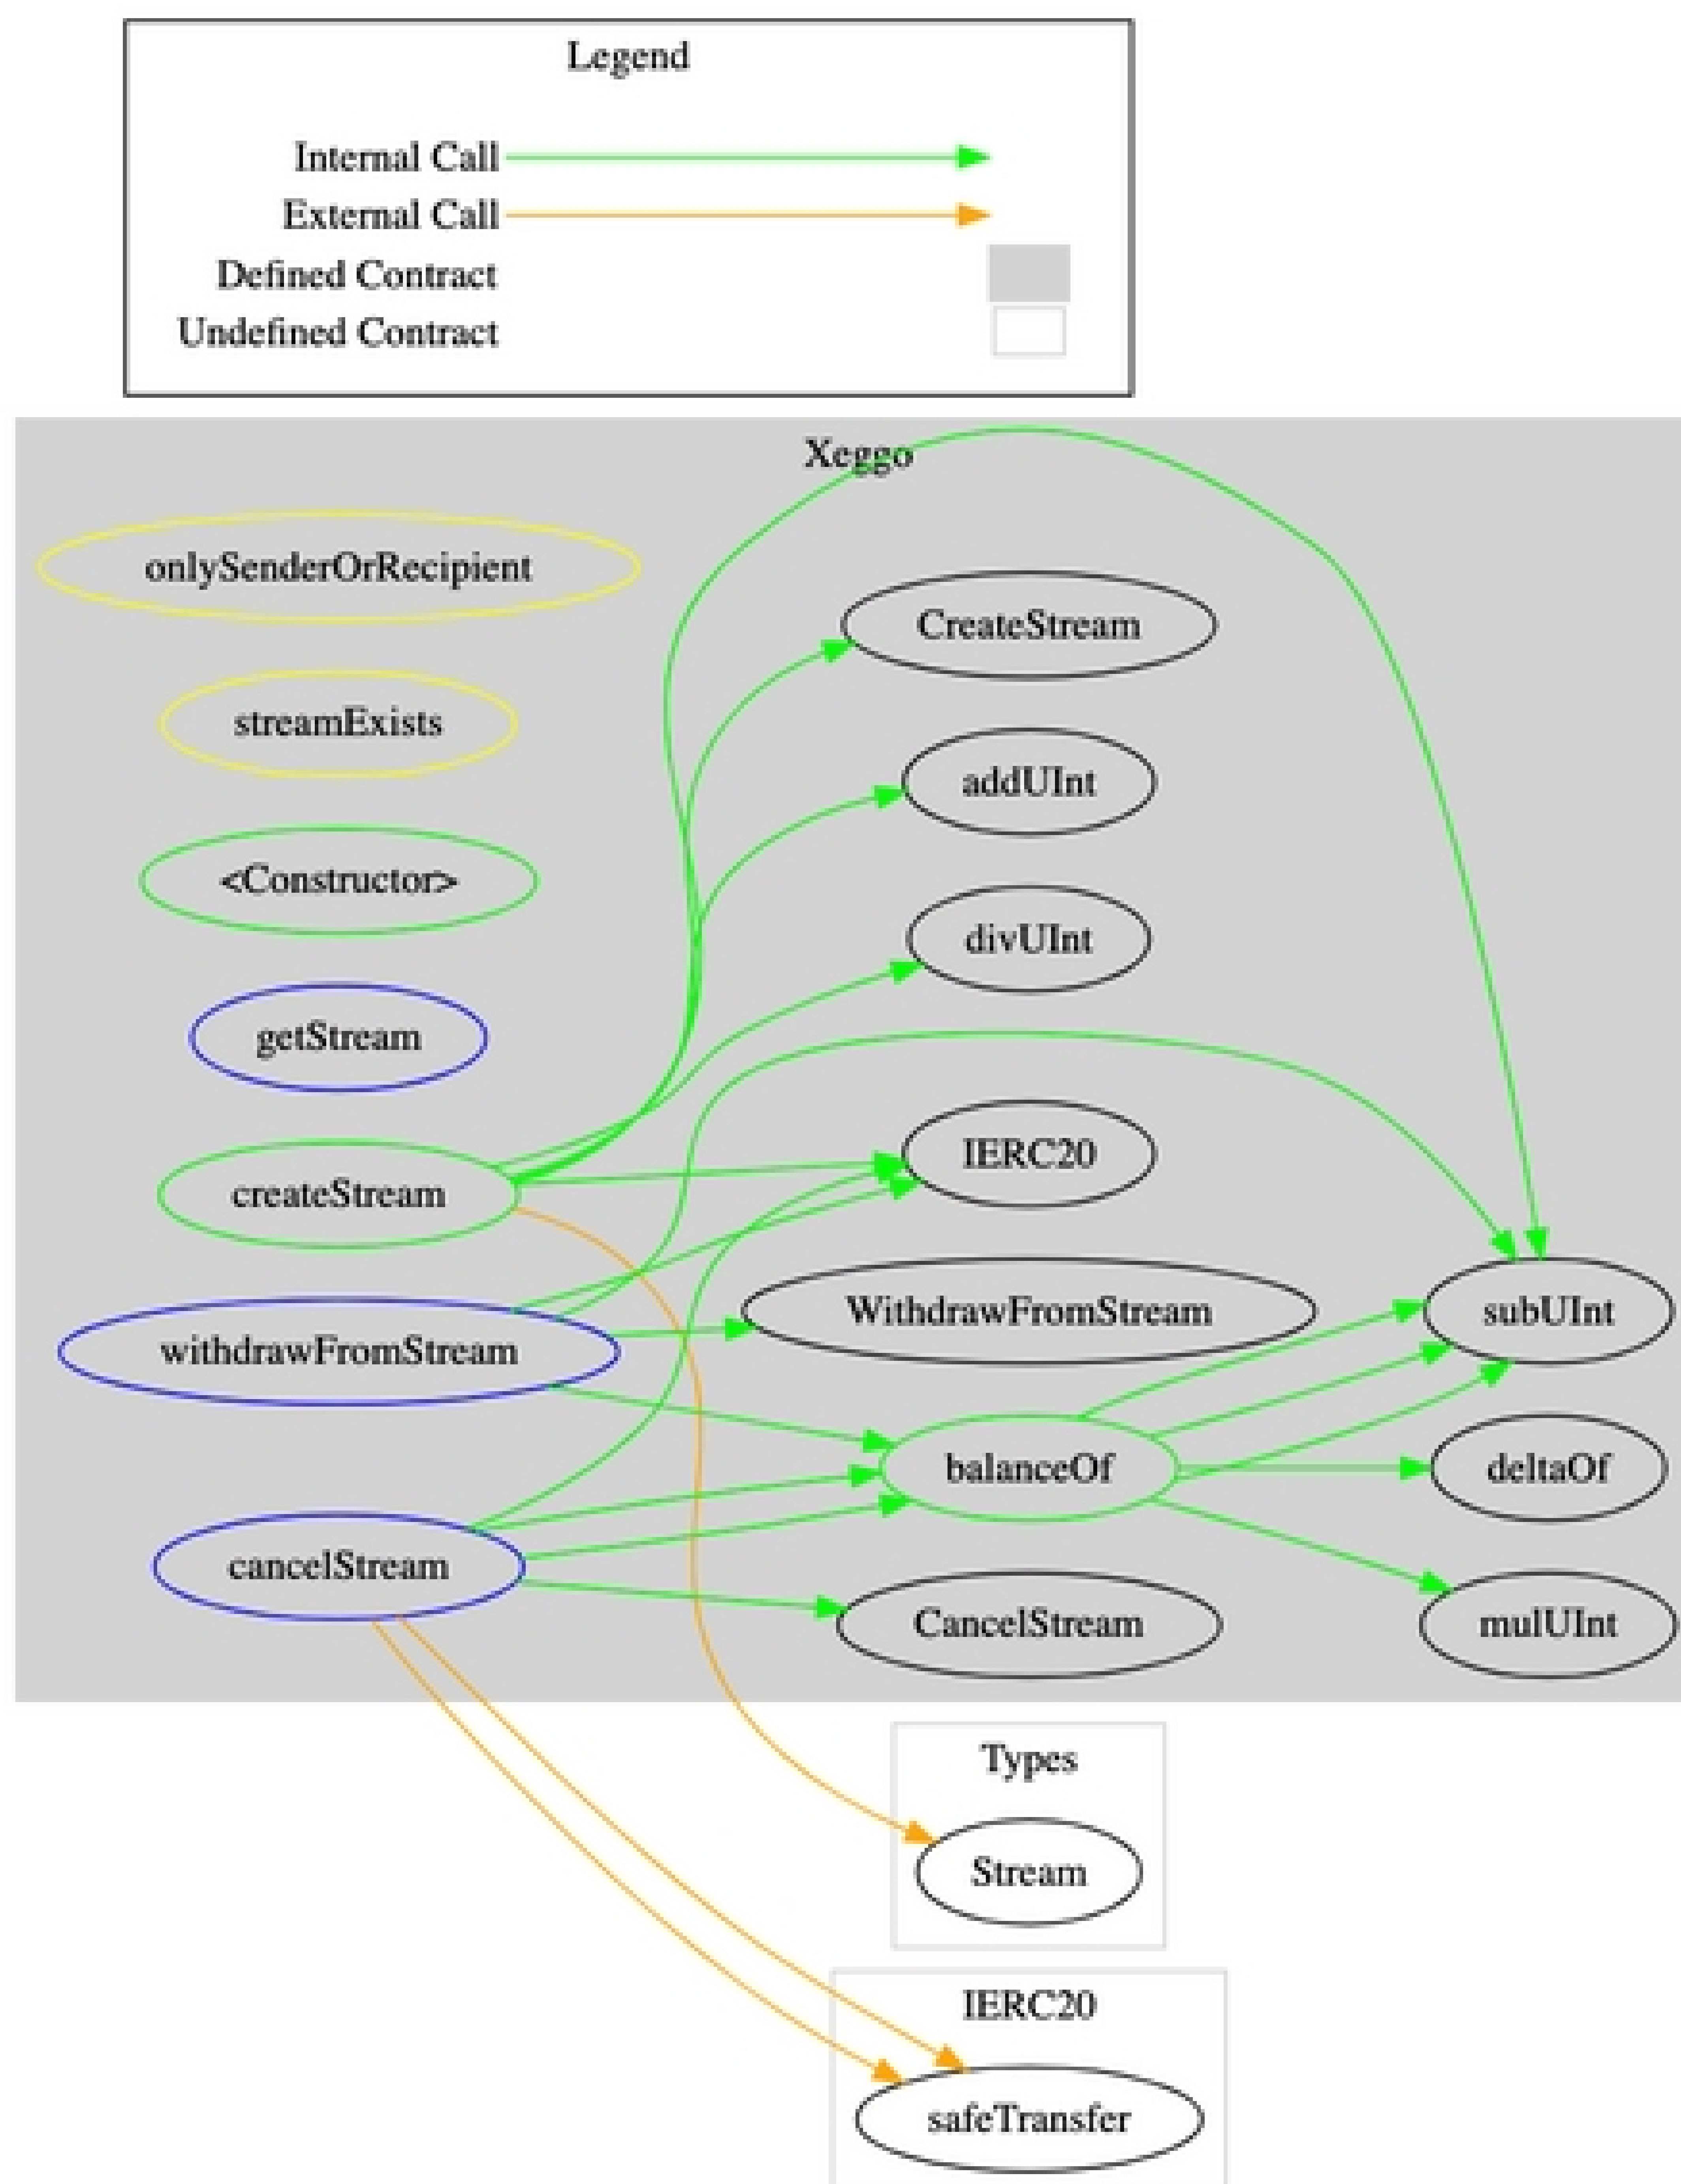 Legend
Internal Call
External Call
Defined Contract
Undefined Contract
Xeggo
onlySenderOrRecipient
streamExists
<Constructor>
getStream
createStream
withdrawFromStream
cancelStream
CreateStream
addUInt
divUInt
IERC20
WithdrawFromStream
balanceOf
CancelStream
subUInt
deltaOf
mulUInt
Types
Stream
IERC20
safeTransfer